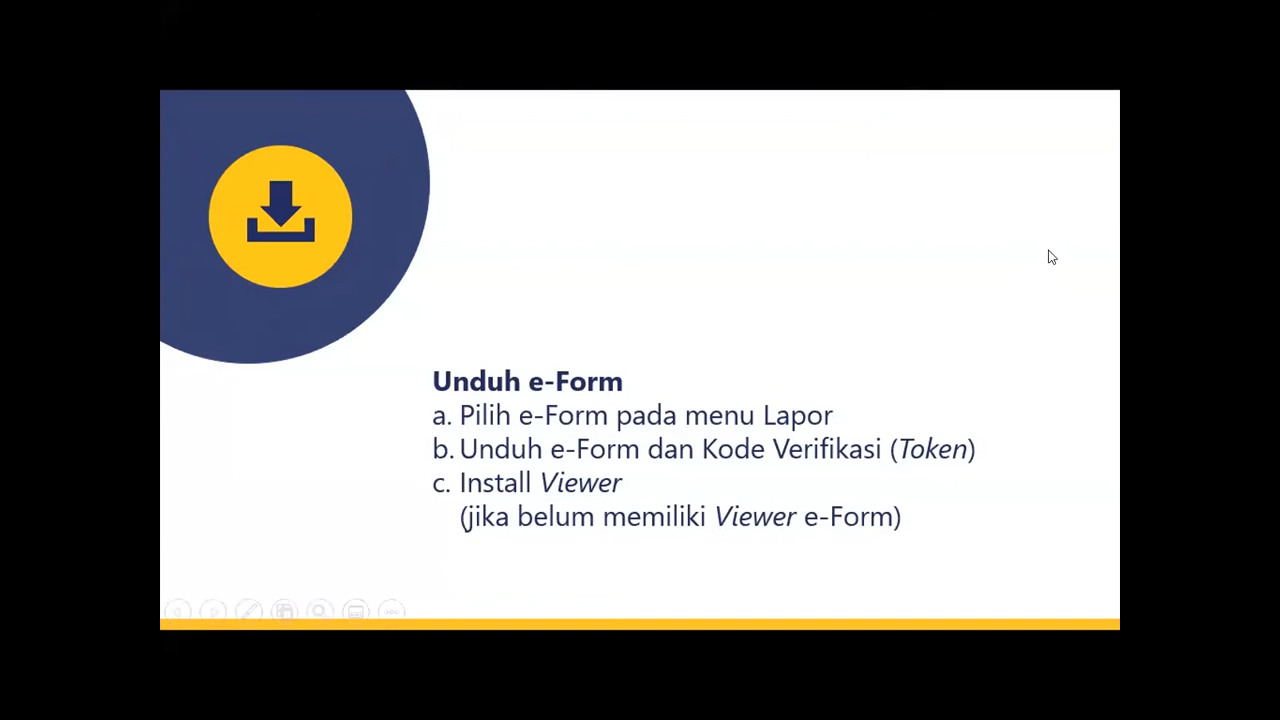 Unduh e-Form
a. Pilih e-Form pada menu Lapor
b. Unduh e-Form dan Kode Verifikasi (Token)
c. Install Viewer
(jika belum memiliki Viewer e-Form)